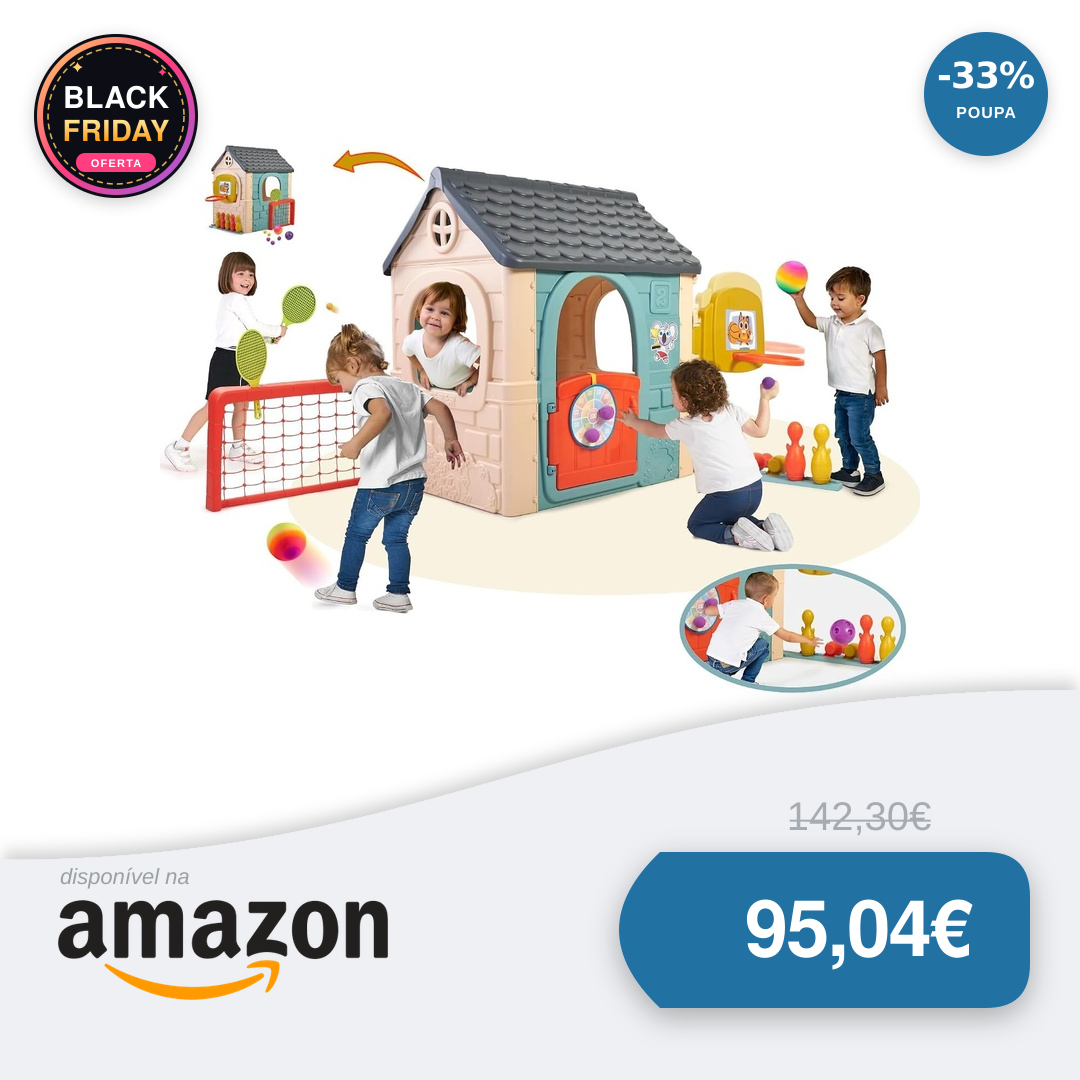 BLACK
FRIDAY
OFERTA
-33%
POUPA
142,30€
disponível na
amazon
95,04€